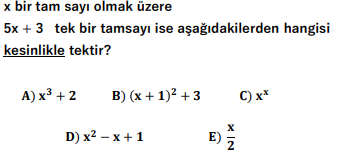 x bir tam sayı olmak üzere
5x + 3 tek bir tamsayı ise aşağıdakilerden hangisi
kesinlikle tektir?
A) x³ + 2 B) (x + 1)² + 3 C) xˣ
D) x² − x + 1 E) x/2